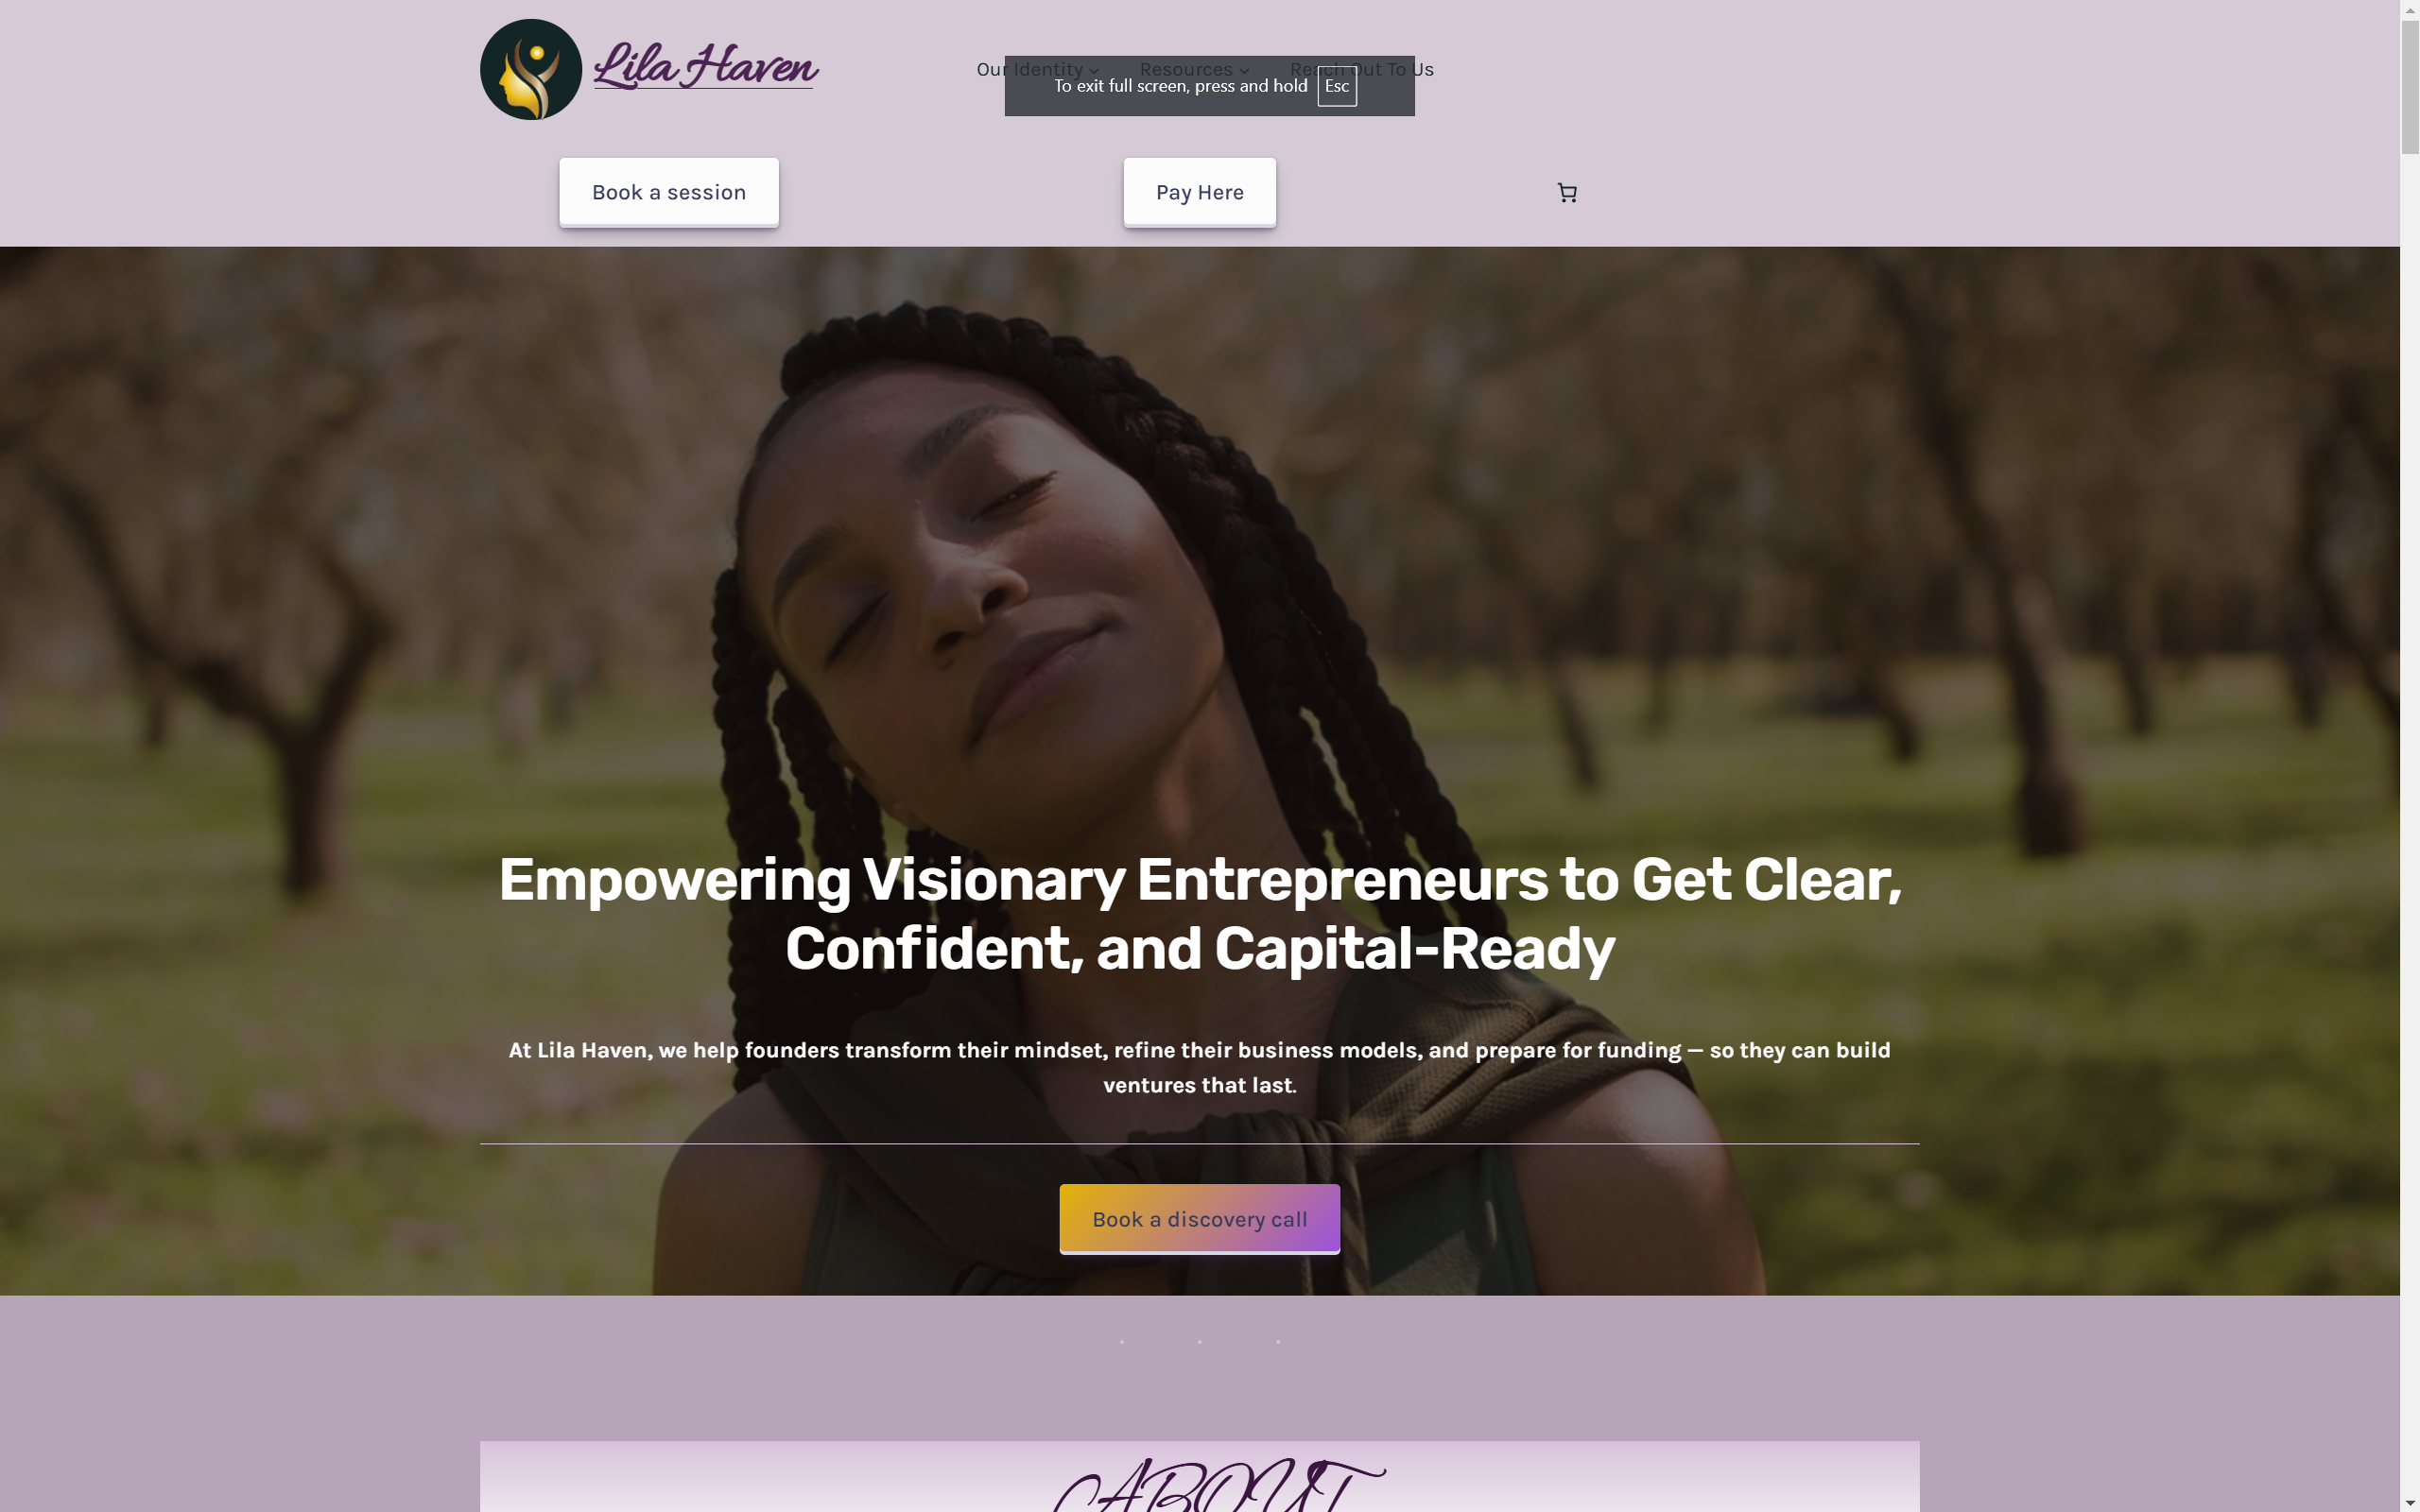 Lila Haven
Our Identity
Resources
Reach Out To Us
To exit full screen, press and hold Esc
Book a session
Pay Here
Empowering Visionary Entrepreneurs to Get Clear,
Confident, and Capital-Ready
At Lila Haven, we help founders transform their mindset, refine their business models, and prepare for funding — so they can build
ventures that last.
Book a discovery call
ABOUT